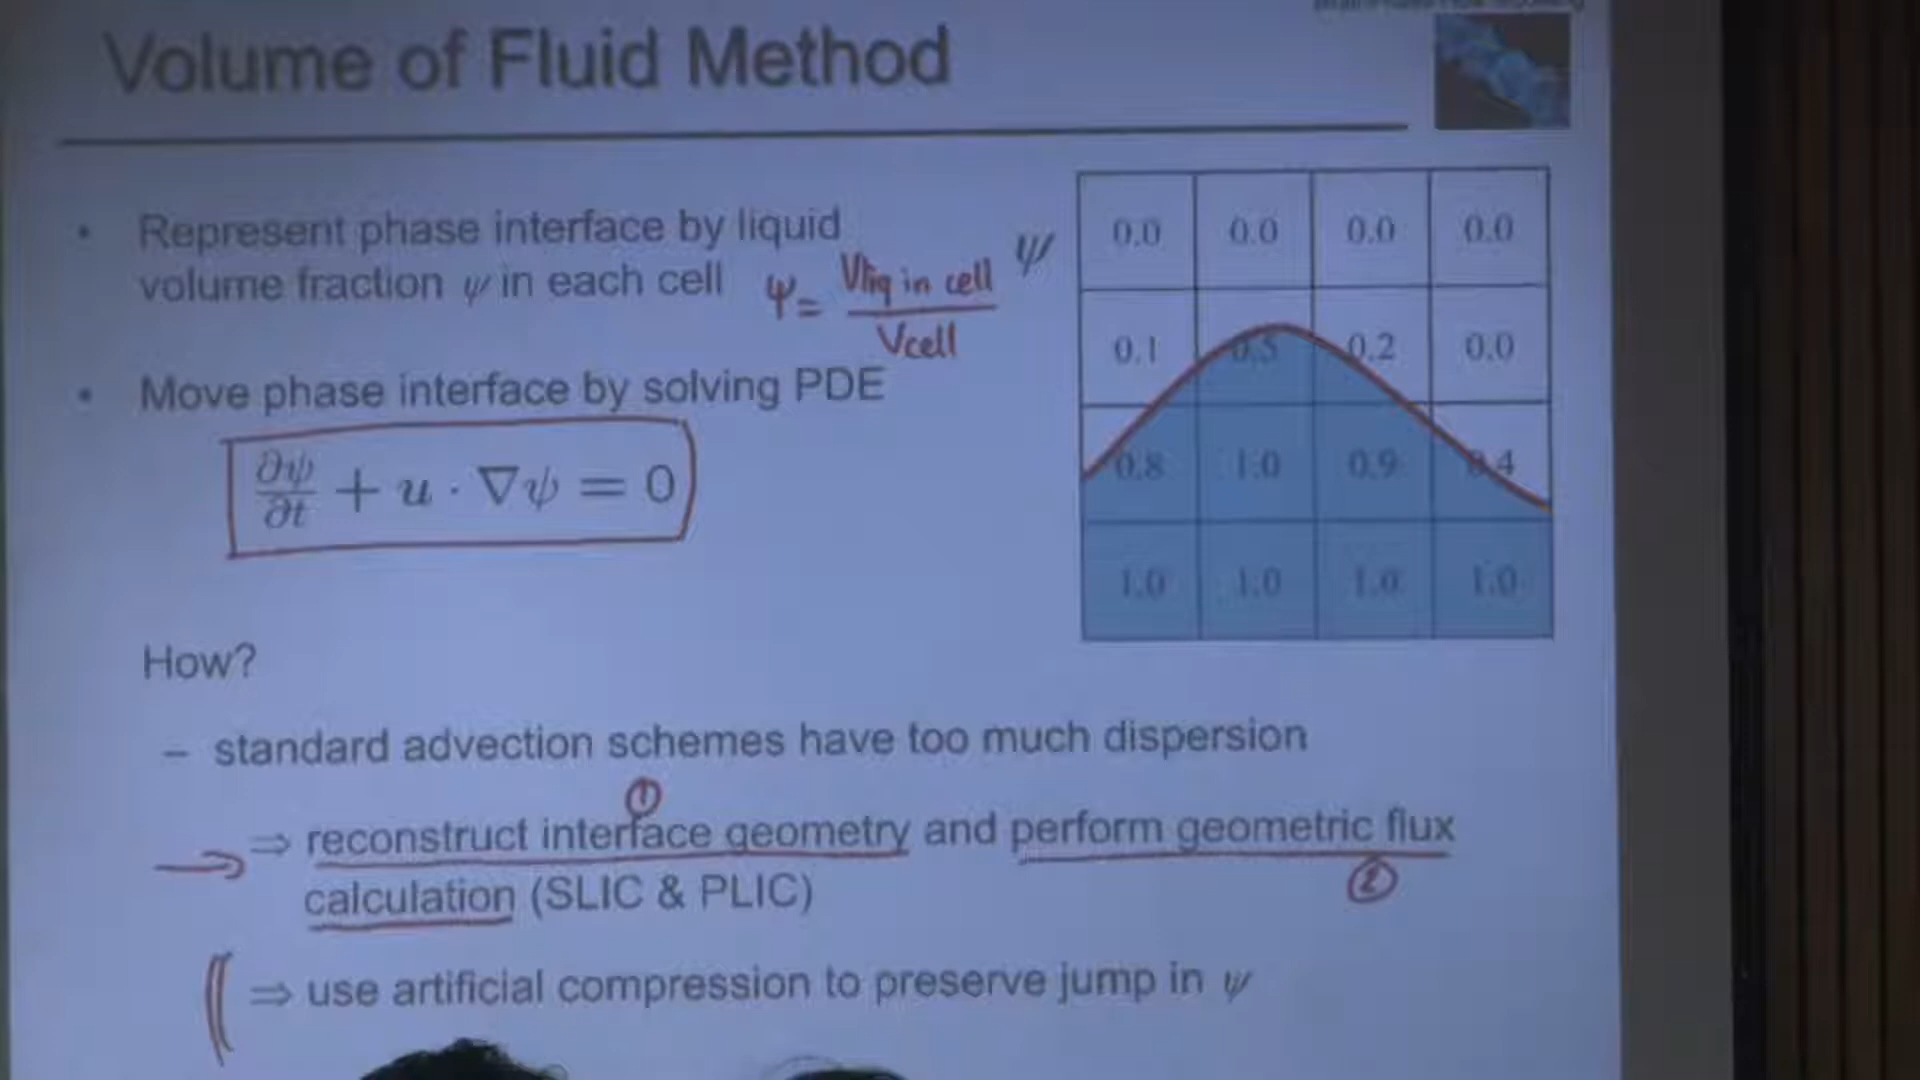 Volume of Fluid Method
• Represent phase interface by liquid
volume fraction ψ in each cell
ψ = Vliq in cell / Vcell
ψ
• Move phase interface by solving PDE
∂ψ/∂t + u · ∇ψ = 0
0.0 0.0 0.0 0.0
0.1 0.5 0.2 0.0
0.8 1.0 0.9 0.4
1.0 1.0 1.0 1.0
How?
– standard advection schemes have too much dispersion
①
⇒ reconstruct interface geometry and perform geometric flux
calculation (SLIC & PLIC)
②
⇒ use artificial compression to preserve jump in ψ